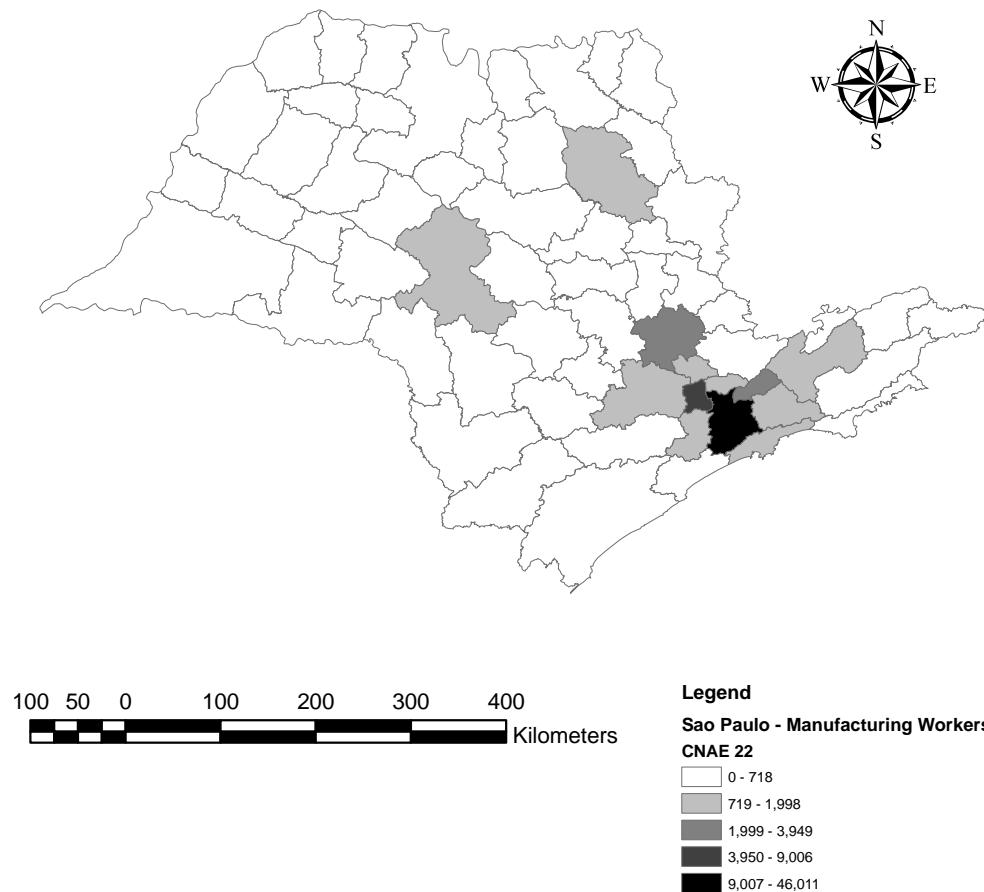 N
W E
S
100 50 0 100 200 300 400
Kilometers
Legend
Sao Paulo - Manufacturing Workers
CNAE 22
0 - 718
719 - 1,998
1,999 - 3,949
3,950 - 9,006
9,007 - 46,011